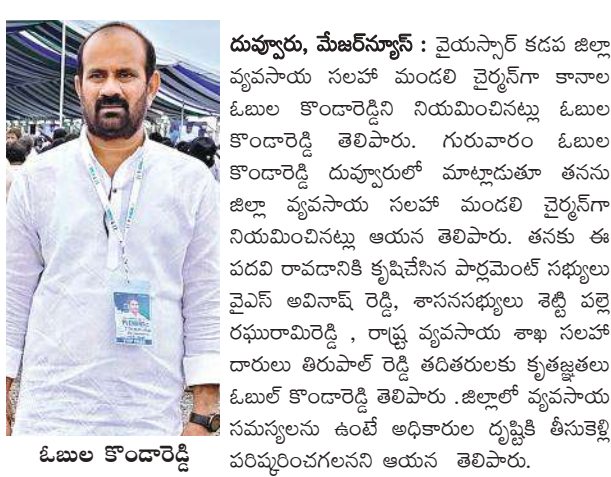 దువ్వూరు, మేజర్‌న్యూస్ : వైయస్సార్ కడప జిల్లా
వ్యవసాయ సలహా మండలి చైర్మన్‌గా కానాల
ఓబుల కొండారెడ్డిని నియమించినట్లు ఓబుల
కొండారెడ్డి తెలిపారు. గురువారం ఓబుల
కొండారెడ్డి దువ్వూరులో మాట్లాడుతూ తనను
జిల్లా వ్యవసాయ సలహా మండలి చైర్మన్‌గా
నియమించినట్లు ఆయన తెలిపారు. తనకు ఈ
పదవి రావడానికి కృషిచేసిన పార్లమెంట్ సభ్యులు
వైఎస్ అవినాష్ రెడ్డి, శాసనసభ్యులు శెట్టి పల్లె
రఘురామిరెడ్డి , రాష్ట్ర వ్యవసాయ శాఖ సలహా
దారులు తిరుపాల్ రెడ్డి తదితరులకు కృతజ్ఞతలు
ఓబుల్ కొండారెడ్డి తెలిపారు .జిల్లాలో వ్యవసాయ
సమస్యలను ఉంటే అధికారుల దృష్టికి తీసుకెళ్లి
పరిష్కరించగలనని ఆయన తెలిపారు.
ఓబుల కొండారెడ్డి